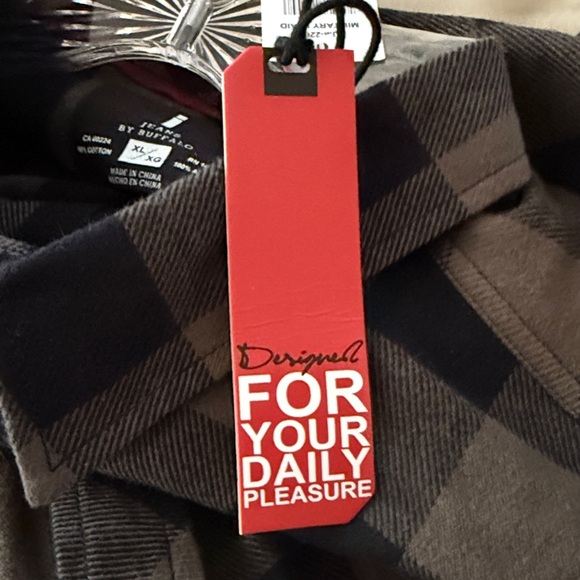 JEANS
BY BUFFALO
XL
XG
MADE IN CHINA
HECHO EN CHINA
Designed
FOR
YOUR
DAILY
PLEASURE